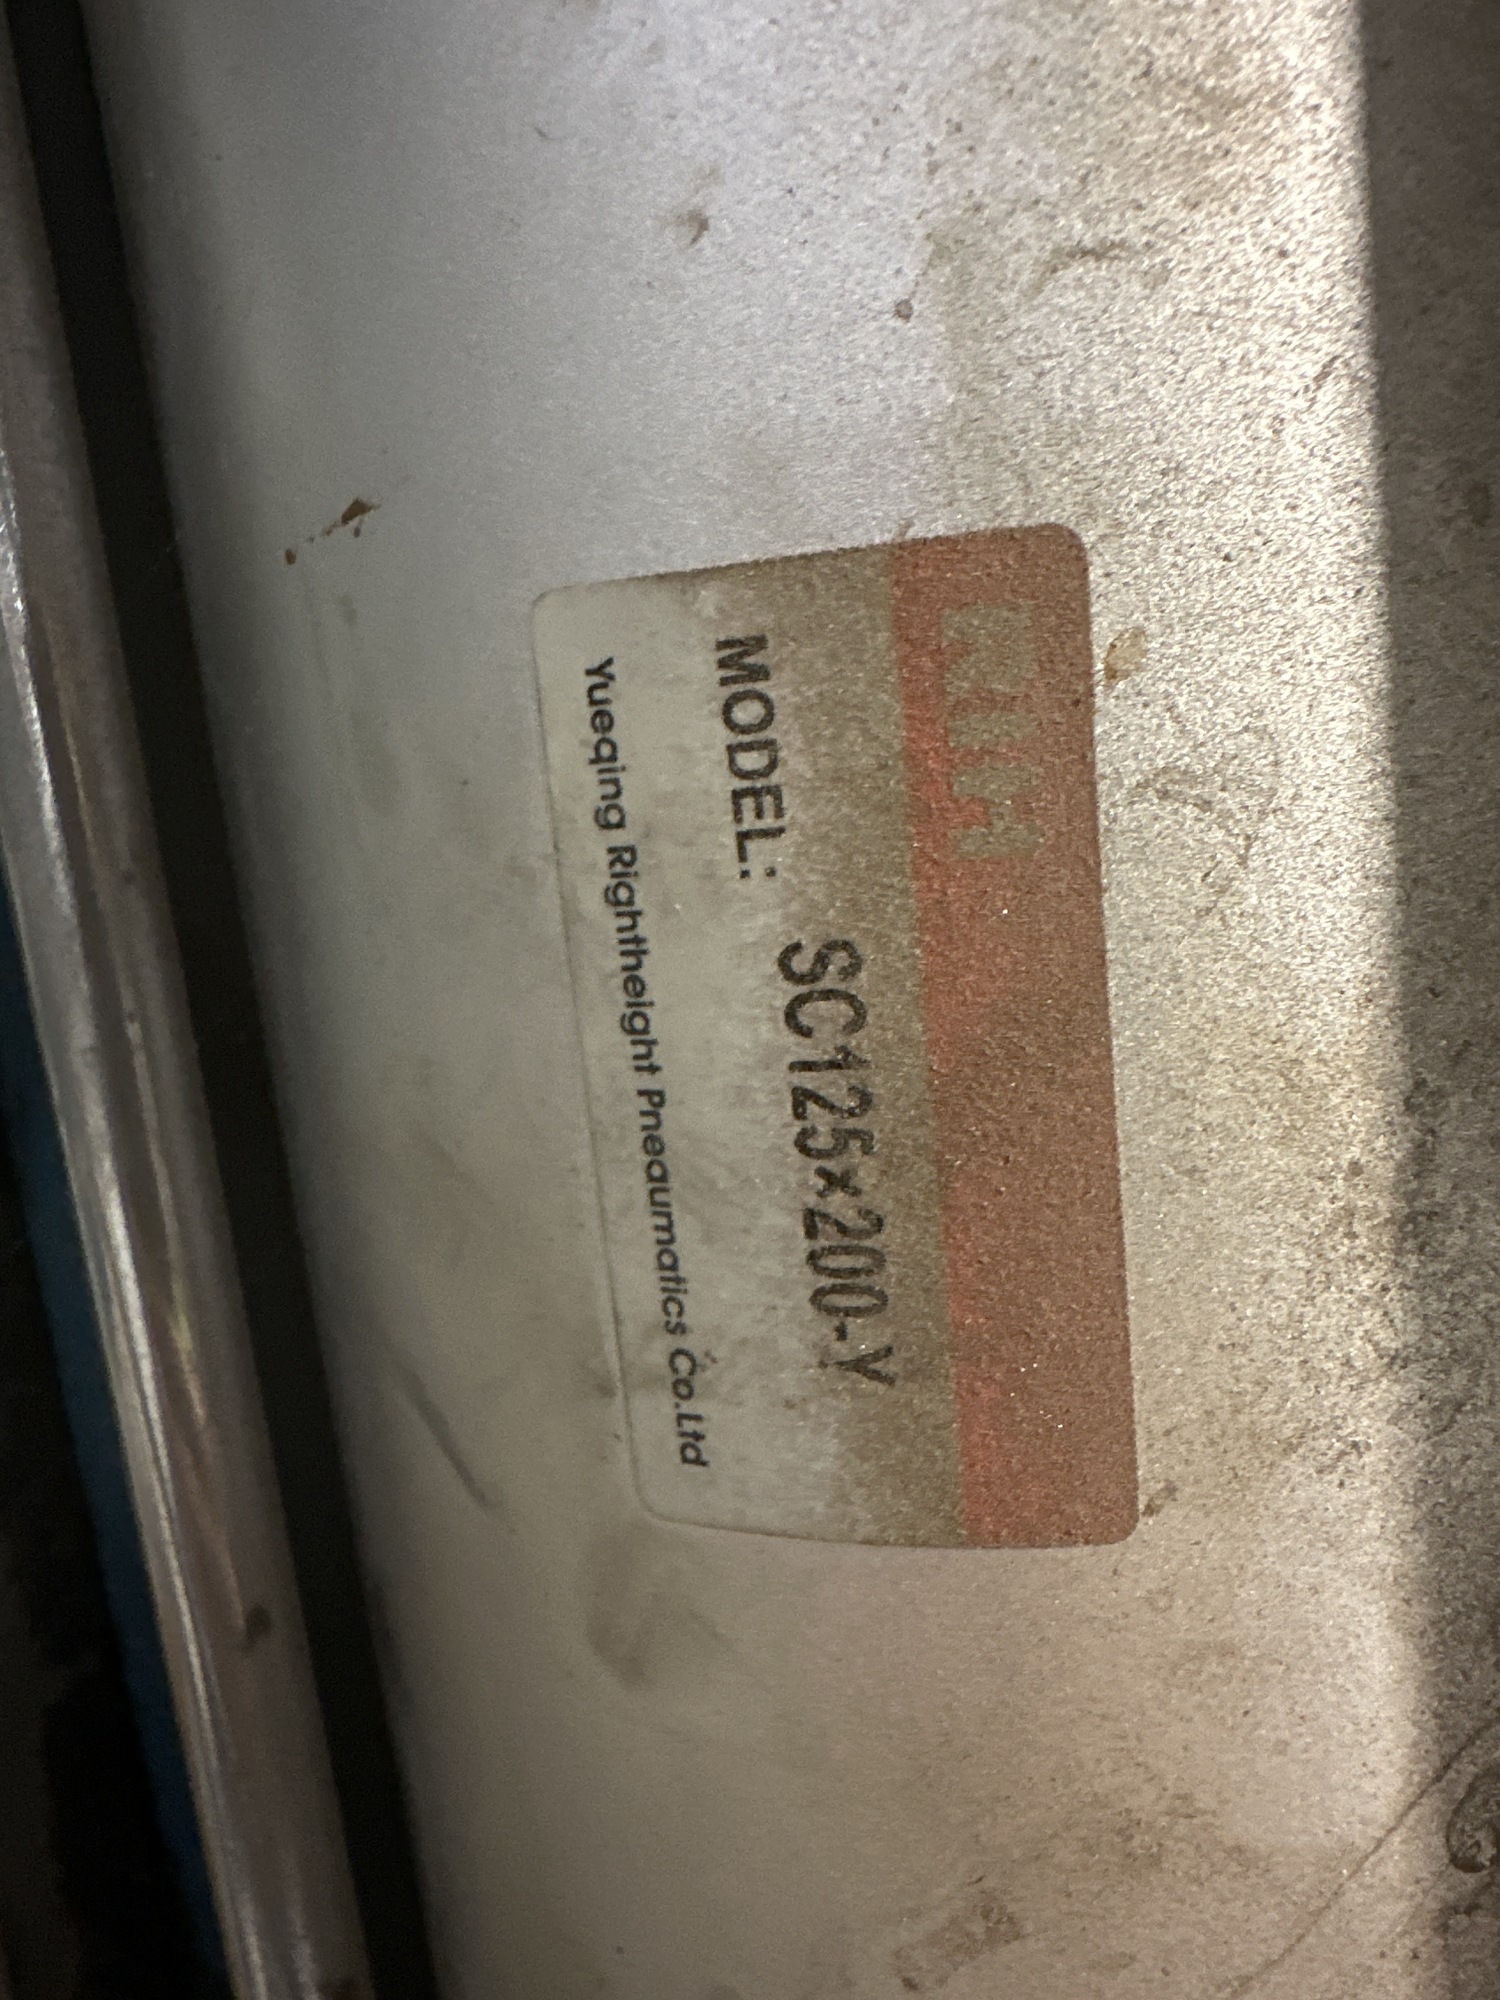 MODEL: SC125×200-Y
Yueqing Rightheight Pneaumatics Co.Ltd